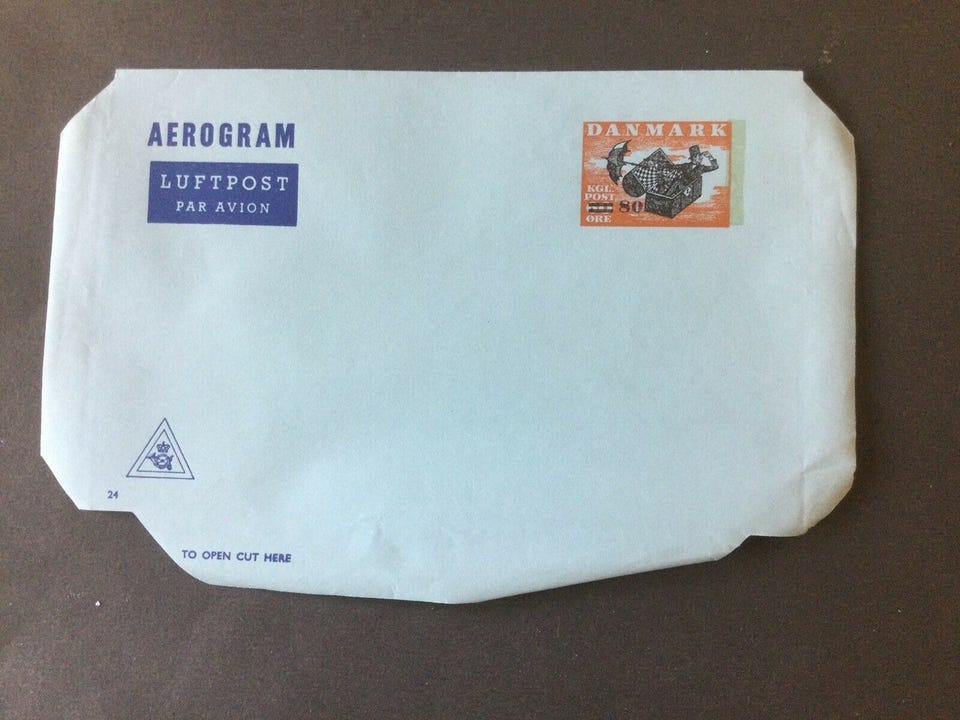 AEROGRAM
LUFTPOST
PAR AVION
DANMARK
KGL.
POST
80
ØRE
24
TO OPEN CUT HERE